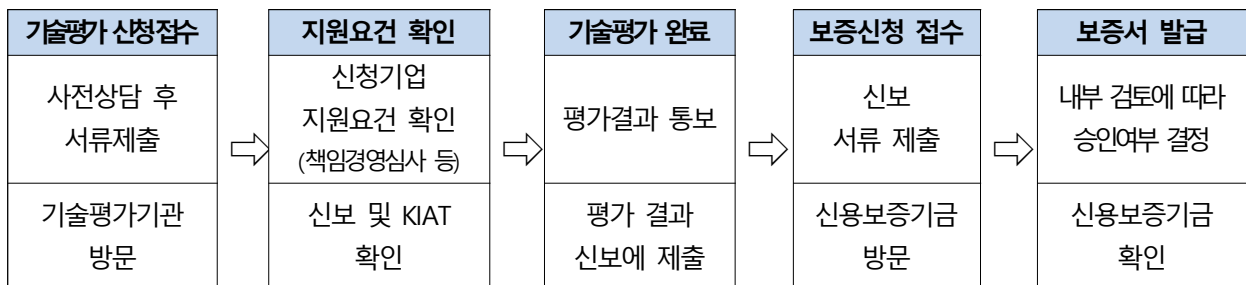 기술평가 신청접수
사전상담 후
서류제출
기술평가기관
방문
지원요건 확인
신청기업
지원요건 확인
(책임경영심사 등)
신보 및 KIAT
확인
기술평가 완료
평가결과 통보
평가 결과
신보에 제출
보증신청 접수
신보
서류 제출
신용보증기금
방문
보증서 발급
내부 검토에 따라
승인여부 결정
신용보증기금
확인